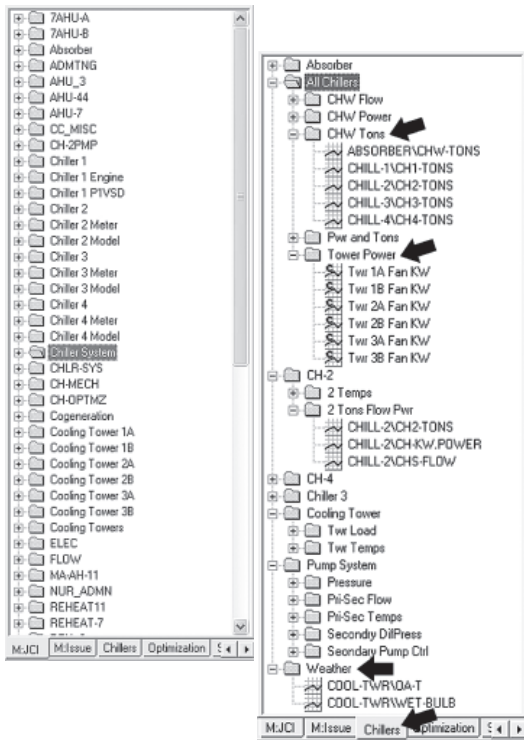 7AHU-A
7AHU-B
Absorber
ADMTNG
AHU_3
AHU-44
AHU-7
CC_MISC
CH-2PMP
Chiller 1
Chiller 1 Engine
Chiller 1 P1VSD
Chiller 2
Chiller 2 Meter
Chiller 2 Model
Chiller 3
Chiller 3 Meter
Chiller 3 Model
Chiller 4
Chiller 4 Meter
Chiller 4 Model
Chiller System
CHLR-SYS
CH-MECH
CH-OPTMZ
Cogeneration
Cooling Tower 1A
Cooling Tower 1B
Cooling Tower 2A
Cooling Tower 2B
Cooling Tower 3A
Cooling Tower 3B
Cooling Towers
ELEC
FLOW
MA-AH-11
NUR_ADMN
REHEAT11
REHEAT-7
M:JCI M:Issue Chillers Optimization
Absorber
All Chillers
CHW Flow
CHW Power
CHW Tons
ABSORBER\CHW-TONS
CHILL-1\CH1-TONS
CHILL-2\CH2-TONS
CHILL-3\CH3-TONS
CHILL-4\CH4-TONS
Pwr and Tons
Tower Power
Twr 1A Fan KW
Twr 1B Fan KW
Twr 2A Fan KW
Twr 2B Fan KW
Twr 3A Fan KW
Twr 3B Fan KW
CH-2
2 Temps
2 Tons Flow Pwr
CHILL-2\CH2-TONS
CHILL-2\CH-KW.POWER
CHILL-2\CHS-FLOW
CH-4
Chiller 3
Cooling Tower
Twr Load
Twr Temps
Pump System
Pressure
Pri-Sec Flow
Pri-Sec Temps
Secondry DifPress
Secondary Pump Ctrl
Weather
COOL-TWR\OA-T
COOL-TWR\WET-BULB
M:JCI M:Issue Chillers Optimization